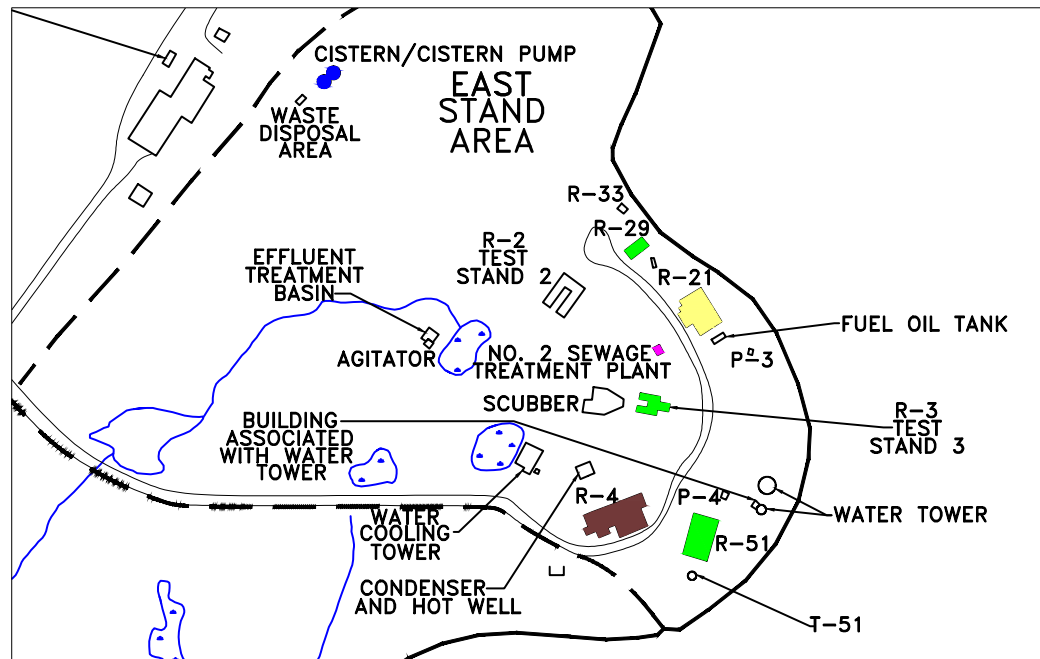 CISTERN/CISTERN PUMP
EAST
STAND
AREA
WASTE
DISPOSAL
AREA
R-33
R-29
R-2
TEST
STAND 2
EFFLUENT
TREATMENT
BASIN
R-21
FUEL OIL TANK
AGITATOR
NO. 2 SEWAGE
TREATMENT PLANT
P-3
SCUBBER
R-3
TEST
STAND 3
BUILDING
ASSOCIATED
WITH WATER
TOWER
R-4
P-4
WATER TOWER
WATER
COOLING
TOWER
R-51
CONDENSER
AND HOT WELL
T-51